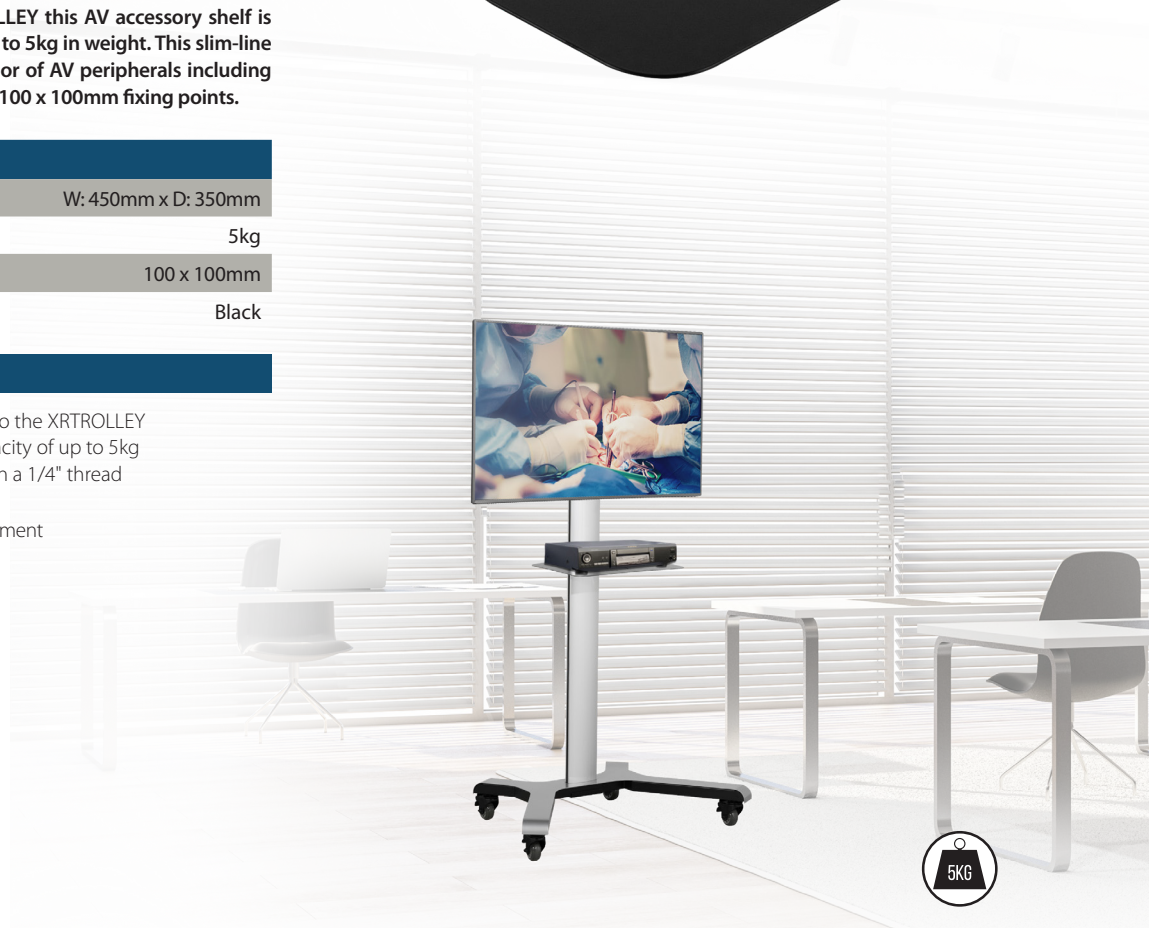 LLEY this AV accessory shelf is
to 5kg in weight. This slim-line
or of AV peripherals including
100 x 100mm fixing points.
W: 450mm x D: 350mm
5kg
100 x 100mm
Black
o the XRTROLLEY
acity of up to 5kg
n a 1/4" thread
ment
5KG